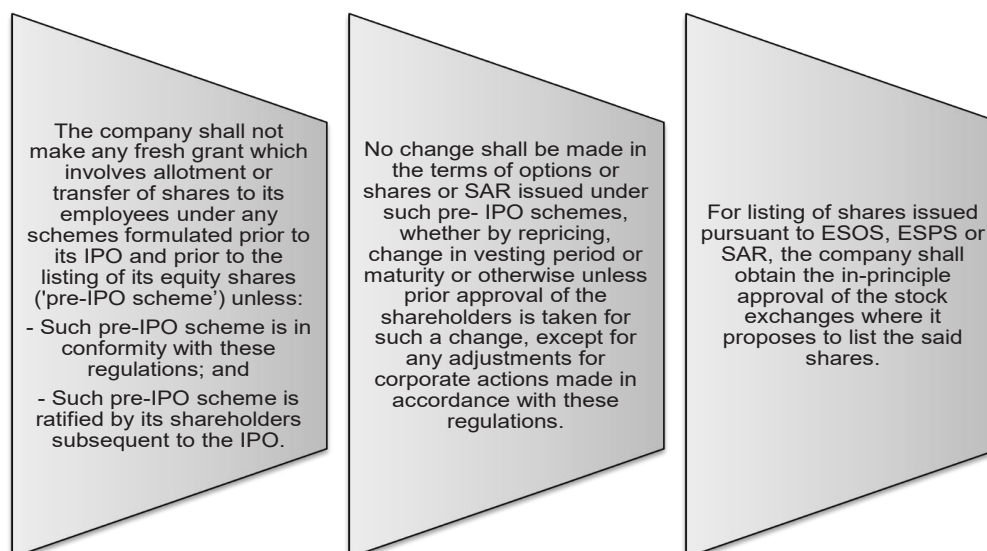 The company shall not
make any fresh grant which
involves allotment or
transfer of shares to its
employees under any
schemes formulated prior to
its IPO and prior to the
listing of its equity shares
('pre-IPO scheme’) unless:
- Such pre-IPO scheme is in
conformity with these
regulations; and
- Such pre-IPO scheme is
ratified by its shareholders
subsequent to the IPO.
No change shall be made in
the terms of options or
shares or SAR issued under
such pre- IPO schemes,
whether by repricing,
change in vesting period or
maturity or otherwise unless
prior approval of the
shareholders is taken for
such a change, except for
any adjustments for
corporate actions made in
accordance with these
regulations.
For listing of shares issued
pursuant to ESOS, ESPS or
SAR, the company shall
obtain the in-principle
approval of the stock
exchanges where it
proposes to list the said
shares.